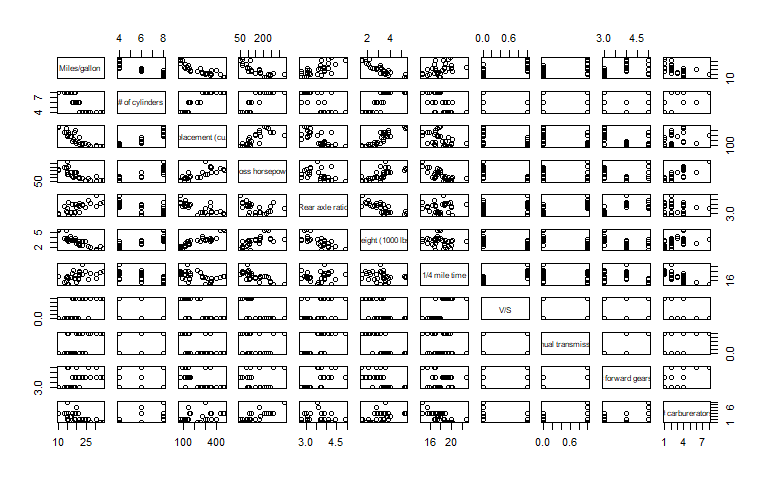 4 6 8 50 200 2 4 0.0 0.6 3.0 4.5
Miles/gallon 10
7 4 # of cylinders
placement (cu 100
50 oss horsepow
Rear axle ratio 3.0
5 2 eight (1000 lb
1/4 mile time 16
0.0 V/S
ual transmiss 0.0
3.0 forward gears
carburerator 6 1
10 25 100 400 3.0 4.5 16 20 0.0 0.6 1 4 7